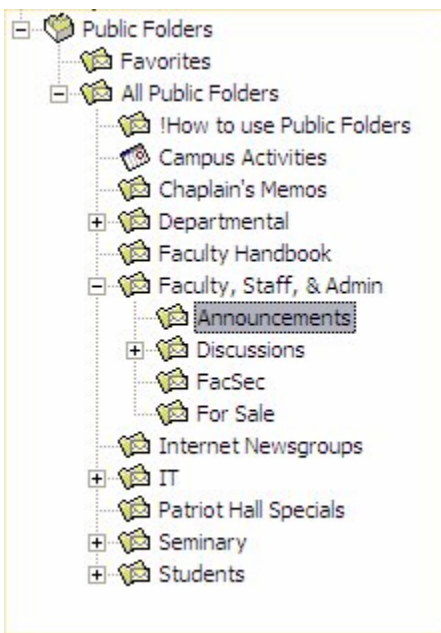 Public Folders
Favorites
All Public Folders
!How to use Public Folders
Campus Activities
Chaplain's Memos
Departmental
Faculty Handbook
Faculty, Staff, & Admin
Announcements
Discussions
FacSec
For Sale
Internet Newsgroups
IT
Patriot Hall Specials
Seminary
Students